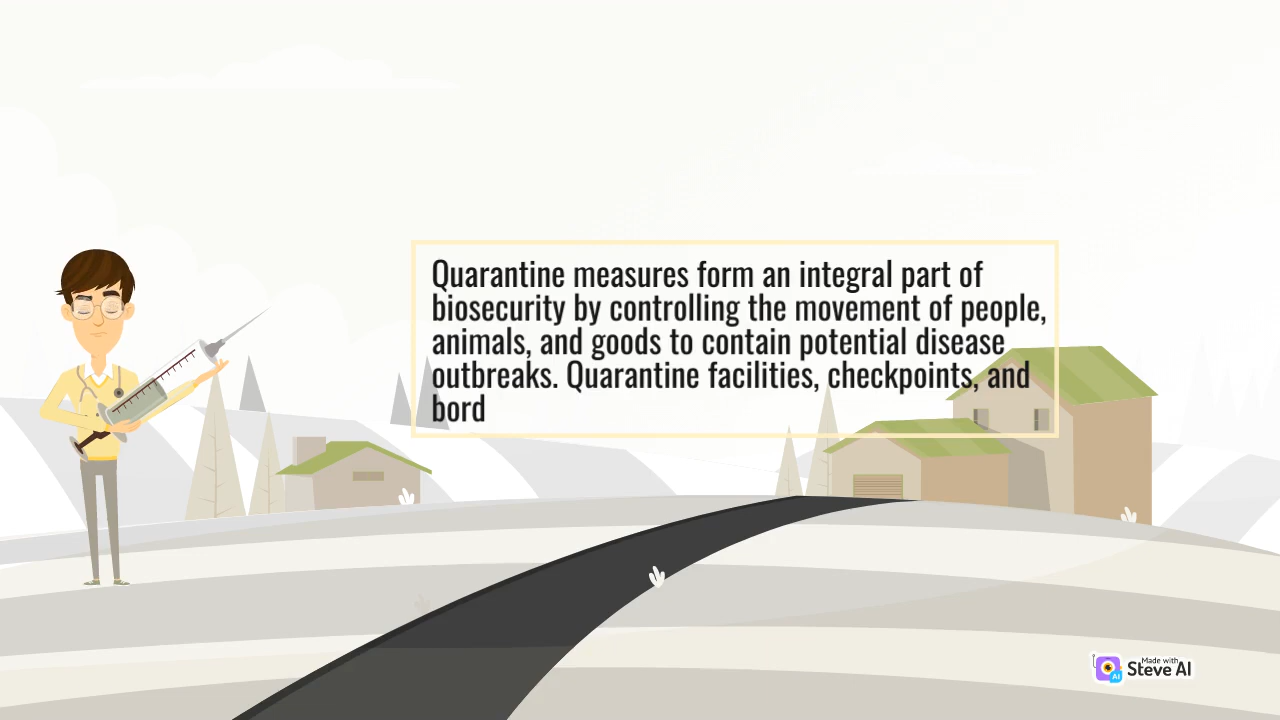 Quarantine measures form an integral part of
biosecurity by controlling the movement of people,
animals, and goods to contain potential disease
outbreaks. Quarantine facilities, checkpoints, and
bord
Made with
Steve AI
AI